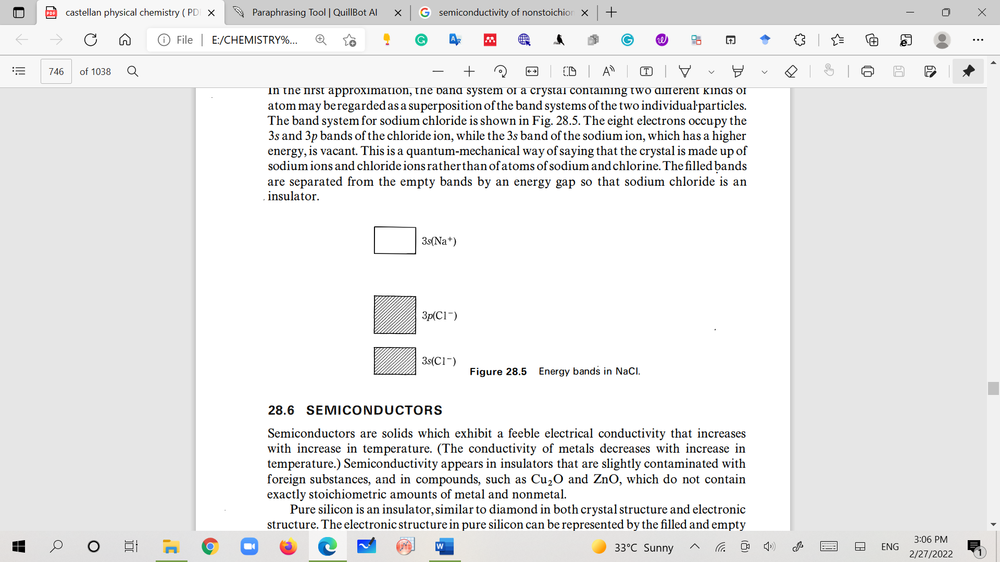 castellan physical chemistry ( PD
Paraphrasing Tool | QuillBot AI
semiconductivity of nonstoichion
File
E:/CHEMISTRY%...
746 of 1038
In the first approximation, the band system of a crystal containing two different kinds of
atom may be regarded as a superposition of the band systems of the two individual particles.
The band system for sodium chloride is shown in Fig. 28.5. The eight electrons occupy the
3s and 3p bands of the chloride ion, while the 3s band of the sodium ion, which has a higher
energy, is vacant. This is a quantum-mechanical way of saying that the crystal is made up of
sodium ions and chloride ions rather than of atoms of sodium and chlorine. The filled bands
are separated from the empty bands by an energy gap so that sodium chloride is an
insulator.
3s(Na⁺)
3p(Cl⁻)
3s(Cl⁻)
Figure 28.5 Energy bands in NaCl.
28.6 SEMICONDUCTORS
Semiconductors are solids which exhibit a feeble electrical conductivity that increases
with increase in temperature. (The conductivity of metals decreases with increase in
temperature.) Semiconductivity appears in insulators that are slightly contaminated with
foreign substances, and in compounds, such as Cu₂O and ZnO, which do not contain
exactly stoichiometric amounts of metal and nonmetal.
Pure silicon is an insulator, similar to diamond in both crystal structure and electronic
structure. The electronic structure in pure silicon can be represented by the filled and empty
33°C Sunny
ENG
3:06 PM
2/27/2022
1